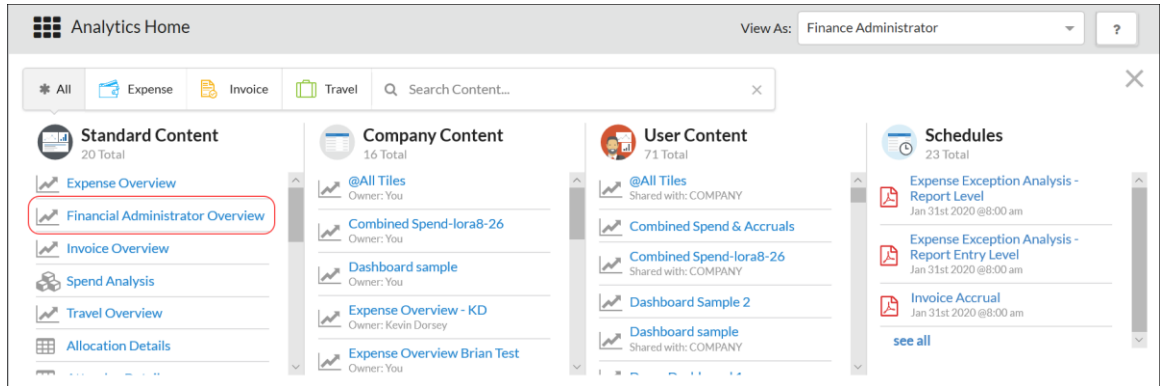 Analytics Home
View As: Finance Administrator
?
All
Expense
Invoice
Travel
Search Content...
Standard Content
20 Total
Expense Overview
Financial Administrator Overview
Invoice Overview
Spend Analysis
Travel Overview
Allocation Details
Company Content
16 Total
@All Tiles
Owner: You
Combined Spend-lora8-26
Owner: You
Dashboard sample
Owner: You
Expense Overview - KD
Owner: Kevin Dorsey
Expense Overview Brian Test
Owner: You
User Content
71 Total
@All Tiles
Shared with: COMPANY
Combined Spend & Accruals
Combined Spend-lora8-26
Shared with: COMPANY
Dashboard Sample 2
Dashboard sample
Shared with: COMPANY
Schedules
23 Total
Expense Exception Analysis -
Report Level
Jan 31st 2020 @8:00 am
Expense Exception Analysis -
Report Entry Level
Jan 31st 2020 @8:00 am
Invoice Accrual
Jan 31st 2020 @8:00 am
see all